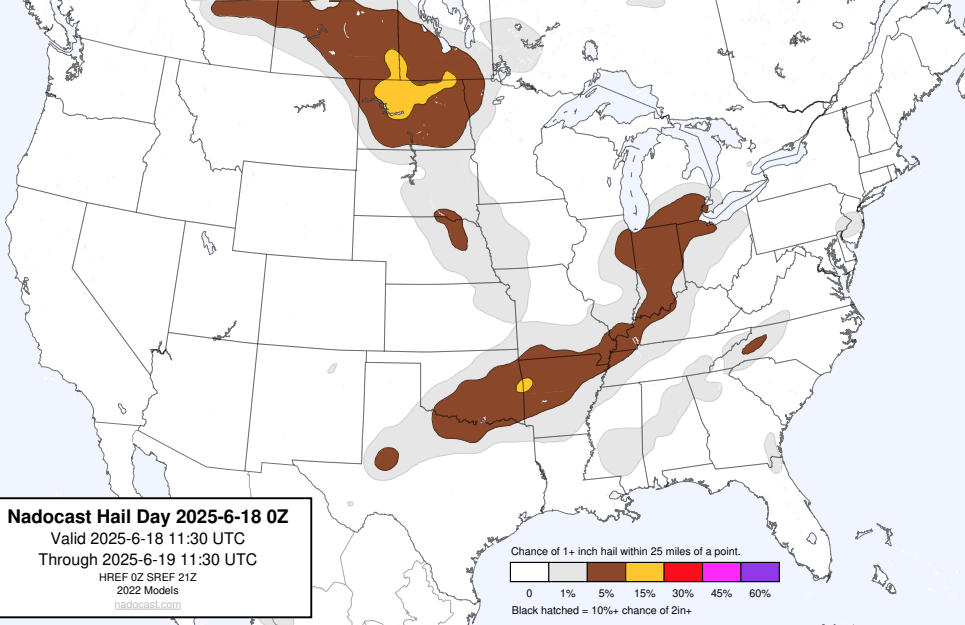 Nadocast Hail Day 2025-6-18 0Z
Valid 2025-6-18 11:30 UTC
Through 2025-6-19 11:30 UTC
HREF 0Z SREF 21Z
2022 Models
nadocast.com
Chance of 1+ inch hail within 25 miles of a point.
0 1% 5% 15% 30% 45% 60%
Black hatched = 10%+ chance of 2in+